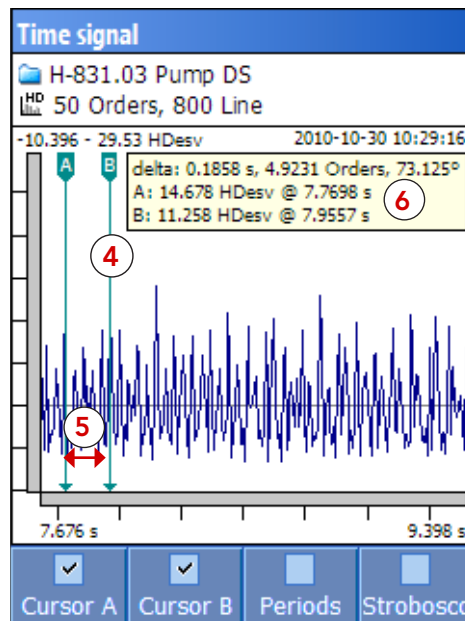 Time signal
H-831.03 Pump DS
HD 50 Orders, 800 Line
-10.396 - 29.53 HDesv 2010-10-30 10:29:16
A B
delta: 0.1858 s, 4.9231 Orders, 73.125º
A: 14.678 HDesv @ 7.7698 s
B: 11.258 HDesv @ 7.9557 s
6
4
5
7.676 s 9.398 s
Cursor A Cursor B Periods Strobosco